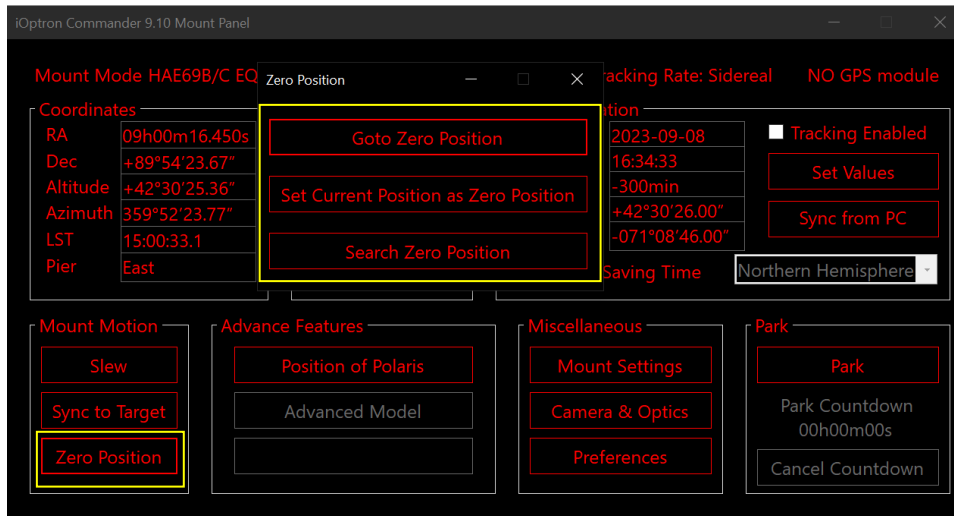 iOptron Commander 9.10 Mount Panel
Mount Mode HAE69B/C EQ
Tracking Rate: Sidereal
NO GPS module
Zero Position
Goto Zero Position
Set Current Position as Zero Position
Search Zero Position
Coordinates
RA 09h00m16.450s
Dec +89°54'23.67"
Altitude +42°30'25.36"
Azimuth 359°52'23.77"
LST 15:00:33.1
Pier East
2023-09-08
16:34:33
-300min
+42°30'26.00"
-071°08'46.00"
Saving Time
Northern Hemisphere
Tracking Enabled
Set Values
Sync from PC
Mount Motion
Slew
Sync to Target
Zero Position
Advance Features
Position of Polaris
Advanced Model
Miscellaneous
Mount Settings
Camera & Optics
Preferences
Park
Park
Park Countdown
00h00m00s
Cancel Countdown